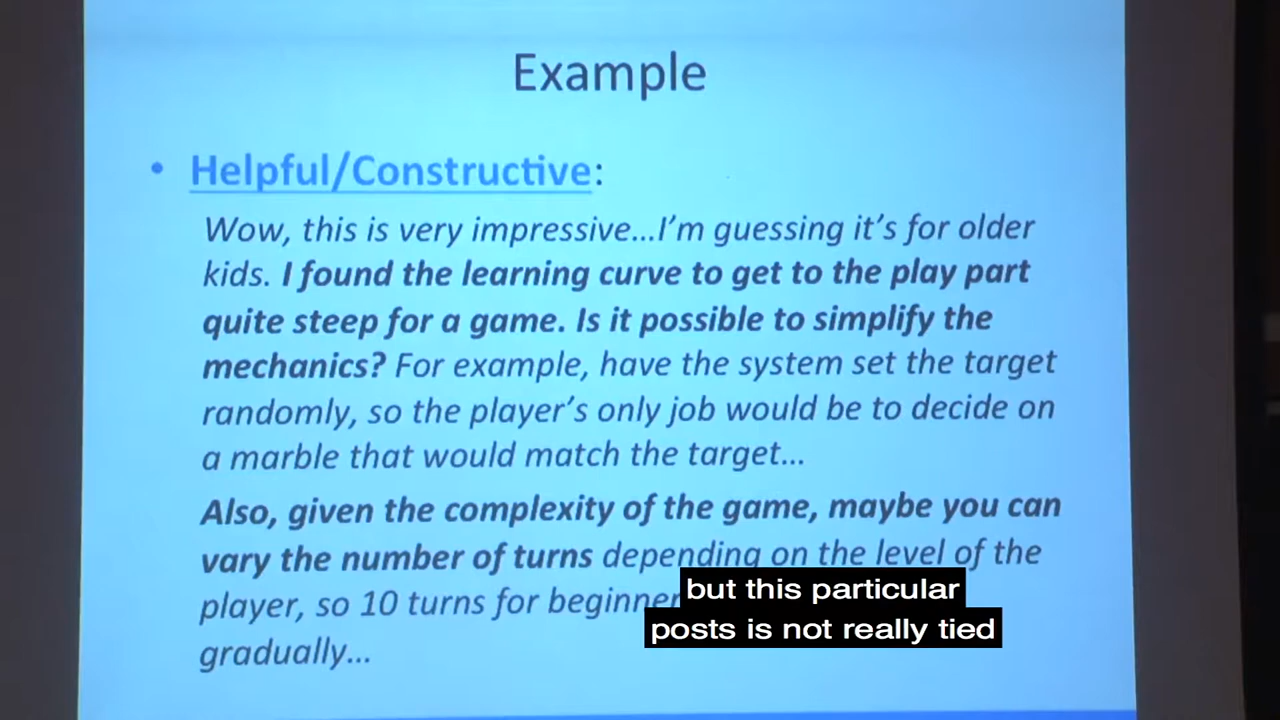 Example
• Helpful/Constructive:
Wow, this is very impressive...I'm guessing it's for older
kids. I found the learning curve to get to the play part
quite steep for a game. Is it possible to simplify the
mechanics? For example, have the system set the target
randomly, so the player's only job would be to decide on
a marble that would match the target...
Also, given the complexity of the game, maybe you can
vary the number of turns depending on the level of the
player, so 10 turns for
gradually...
but this particular
posts is not really tied